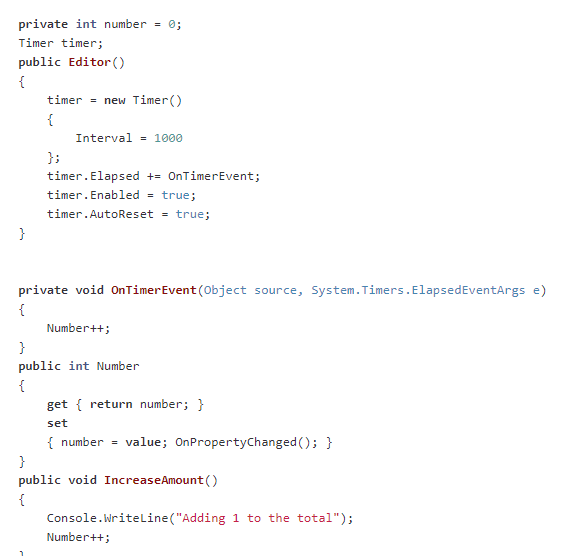 private int number = 0;
Timer timer;
public Editor()
{
    timer = new Timer()
    {
        Interval = 1000
    };
    timer.Elapsed += OnTimerEvent;
    timer.Enabled = true;
    timer.AutoReset = true;
}
private void OnTimerEvent(Object source, System.Timers.ElapsedEventArgs e)
{
    Number++;
}
public int Number
{
    get { return number; }
    set
    { number = value; OnPropertyChanged(); }
}
public void IncreaseAmount()
{
    Console.WriteLine("Adding 1 to the total");
    Number++;
}